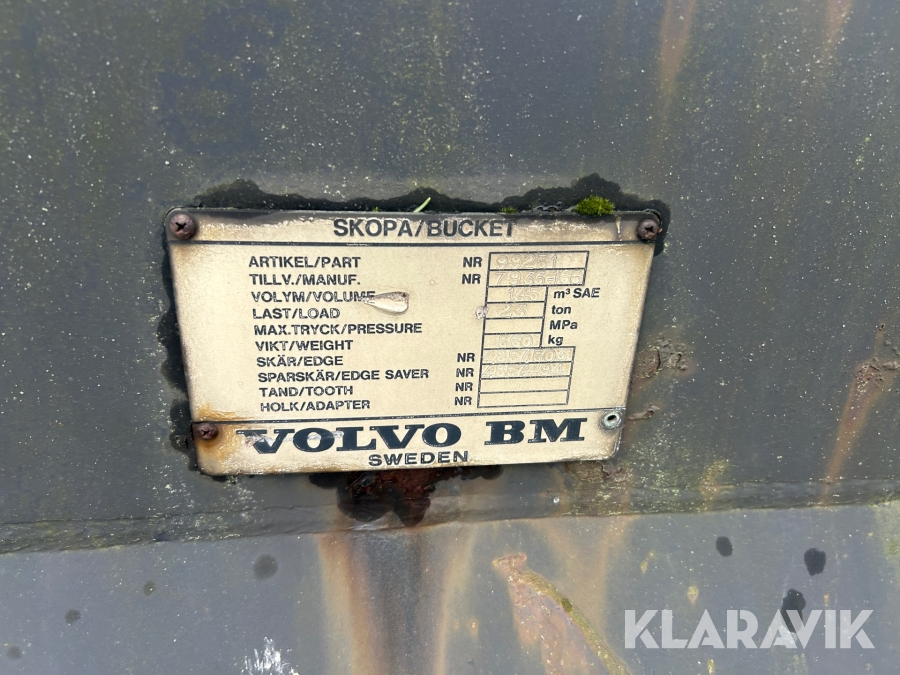 SKOPA/BUCKET
ARTIKEL/PART NR
TILLV./MANUF. NR
VOLYM/VOLUME m³ SAE
LAST/LOAD ton
MAX.TRYCK/PRESSURE MPa
VIKT/WEIGHT kg
SKÄR/EDGE NR
SPARSKÄR/EDGE SAVER NR
TAND/TOOTH NR
HOLK/ADAPTER NR
VOLVO BM
SWEDEN
KLARAVIK